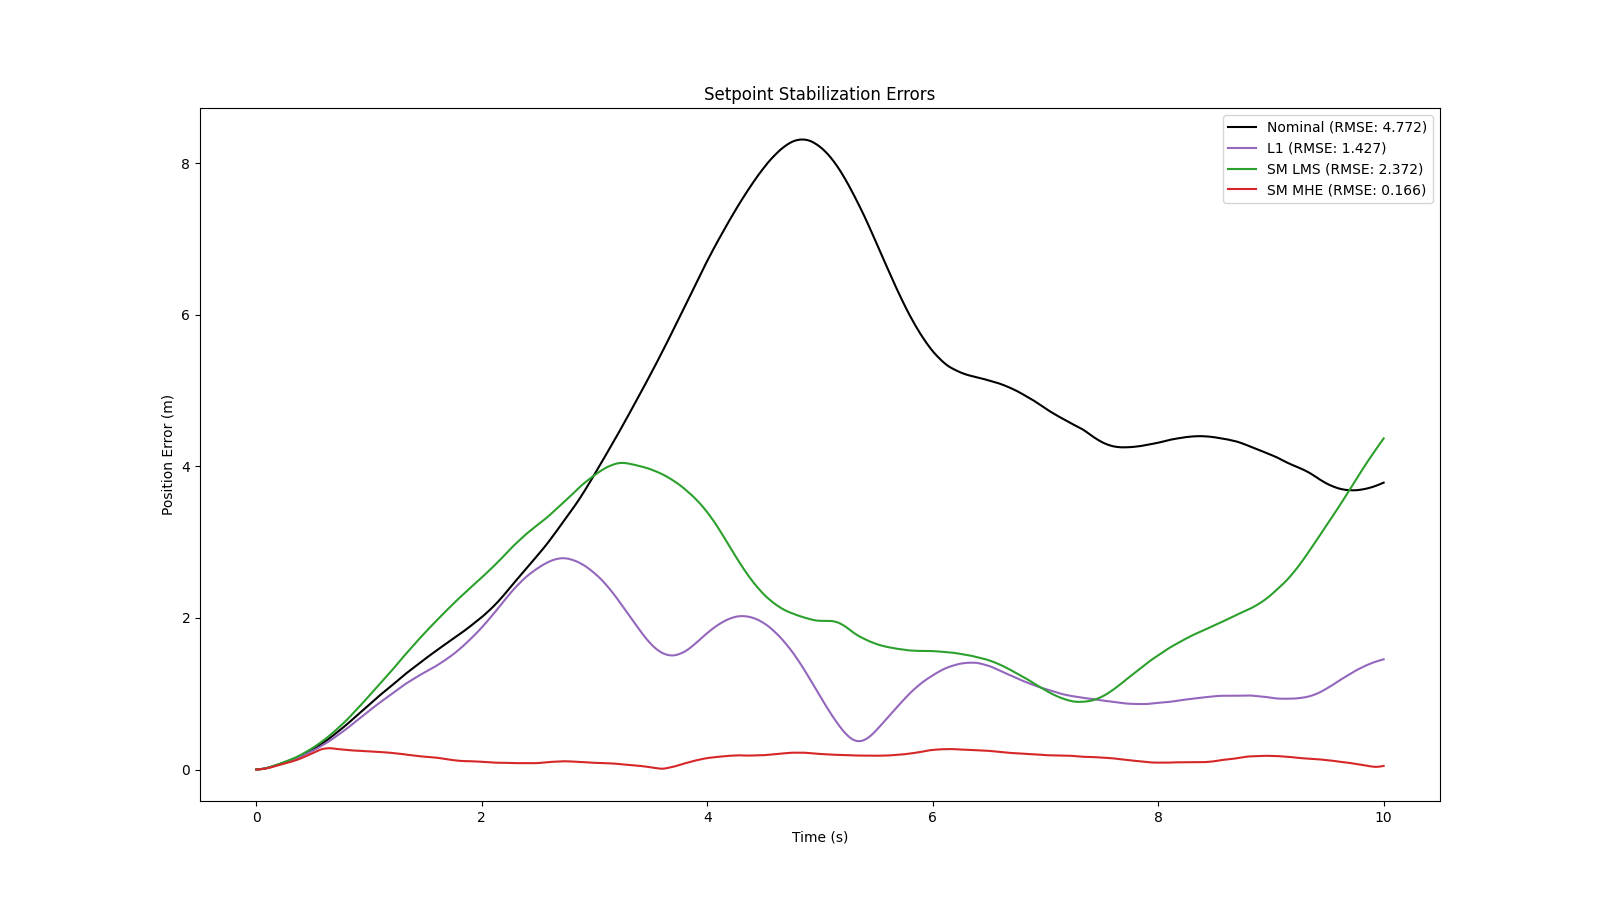 Setpoint Stabilization Errors
Nominal (RMSE: 4.772)
L1 (RMSE: 1.427)
SM LMS (RMSE: 2.372)
SM MHE (RMSE: 0.166)
Position Error (m)
8
6
4
2
0
0 2 4 6 8 10
Time (s)